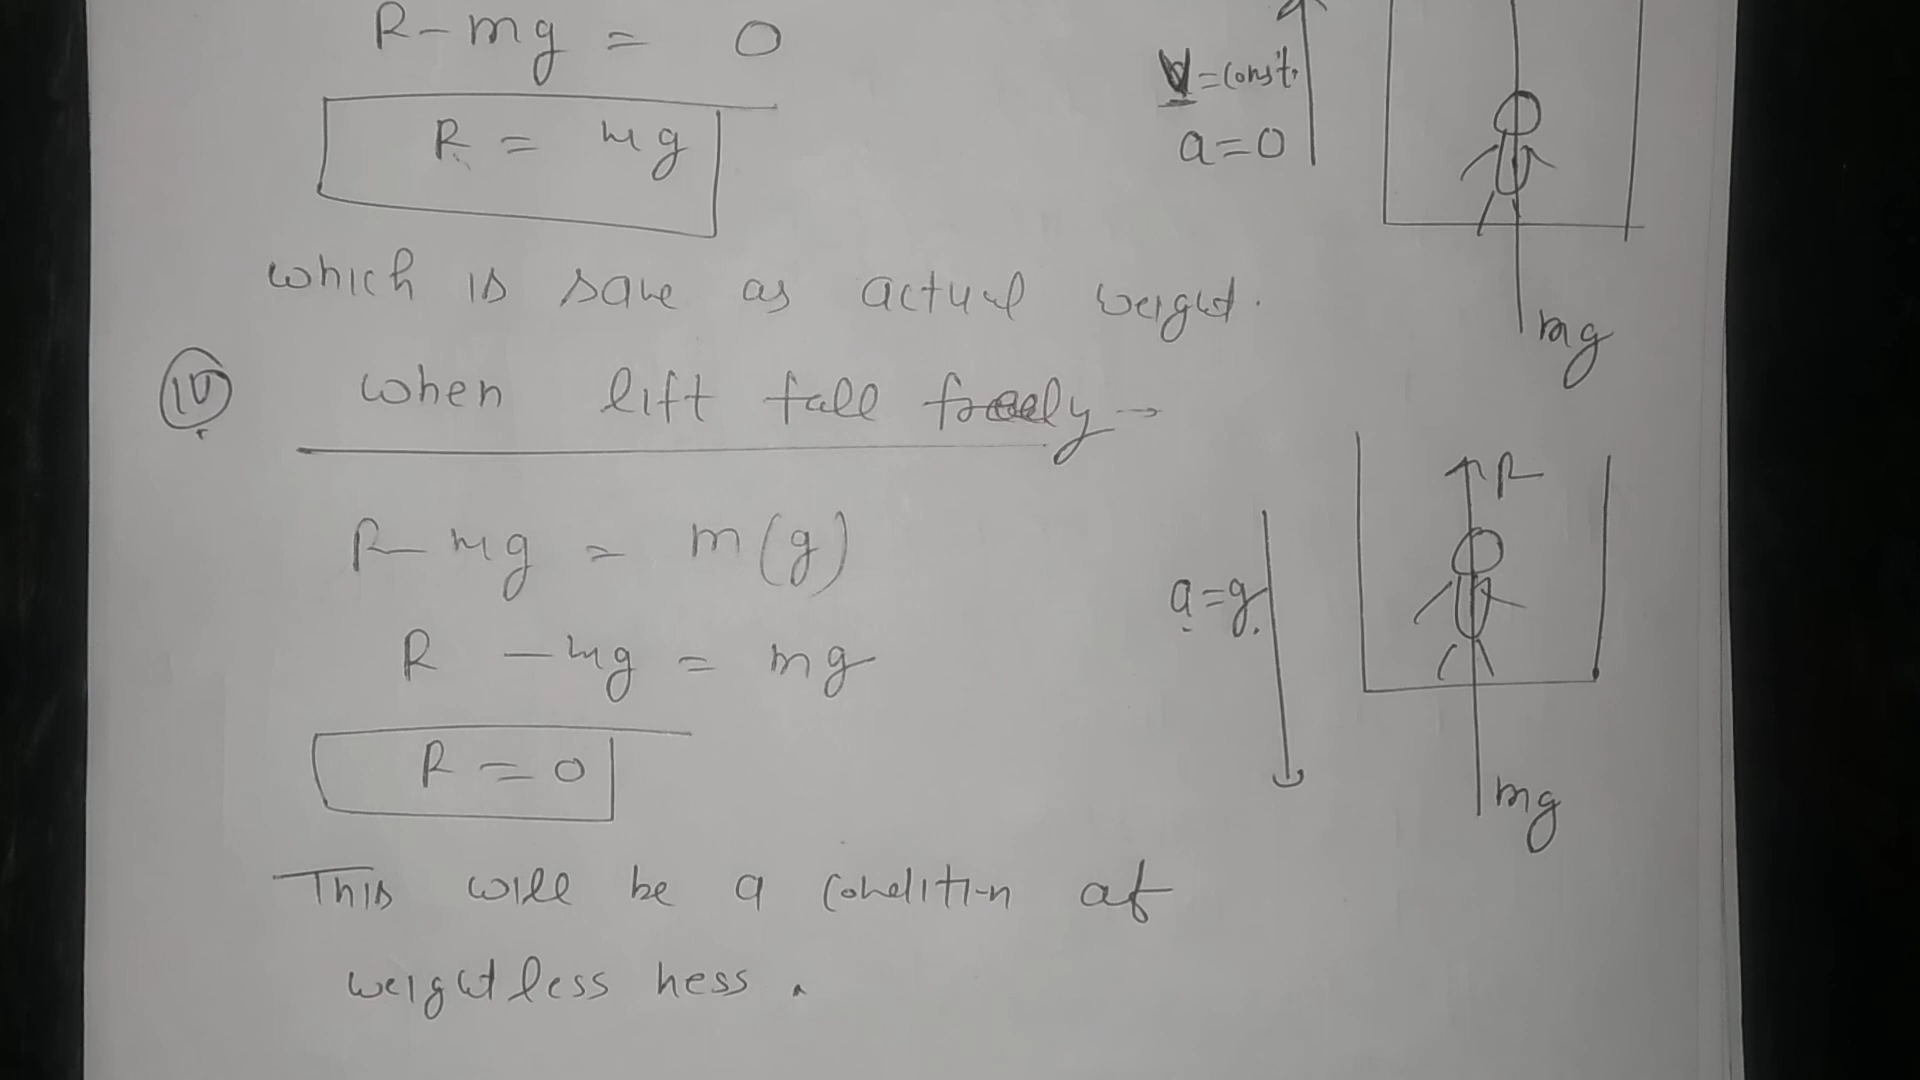 R - mg = 0
V = const.
R = mg
a = 0
which is same as actual weight.
mg
(iv) when lift fall freely →
R
R - mg = m(g)
a = g.
R - mg = mg
R = 0
mg
This will be a condition of
weightless ness.